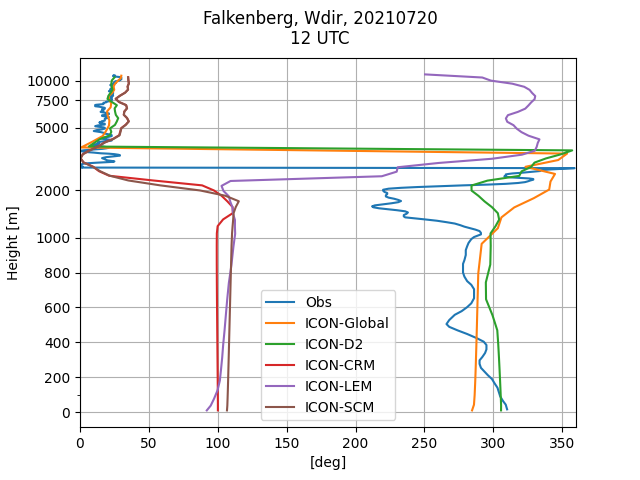 Falkenberg, Wdir, 20210720
12 UTC
Height [m]
10000
7500
5000
2000
1000
800
600
400
200
0
Obs
ICON-Global
ICON-D2
ICON-CRM
ICON-LEM
ICON-SCM
0 50 100 150 200 250 300 350
[deg]